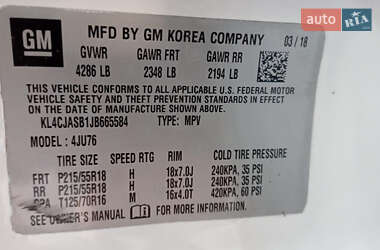 auto RIA
GM
MFD BY GM KOREA COMPANY
GVWR GAWR FRT GAWR RR 03 / 18
4286 LB 2348 LB 2194 LB
THIS VEHICLE CONFORMS TO ALL APPLICABLE U.S. FEDERAL MOTOR
VEHICLE SAFETY AND THEFT PREVENTION STANDARDS IN EFFECT ON
THE DATE OF MANUFACTURE SHOWN ABOVE.
KL4CJASB1JB665584 TYPE: MPV
MODEL: 4JU76
TIRE SIZE SPEED RTG RIM COLD TIRE PRESSURE
FRT P215/55R18 H 18x7.0J 240KPA, 35 PSI
RR P215/55R18 H 18x7.0J 240KPA, 35 PSI
SPA T125/70R16 M 16x4.0T 420KPA, 60 PSI
SEE OWNER'S MANUAL FOR ADDITIONAL INFORMATION.